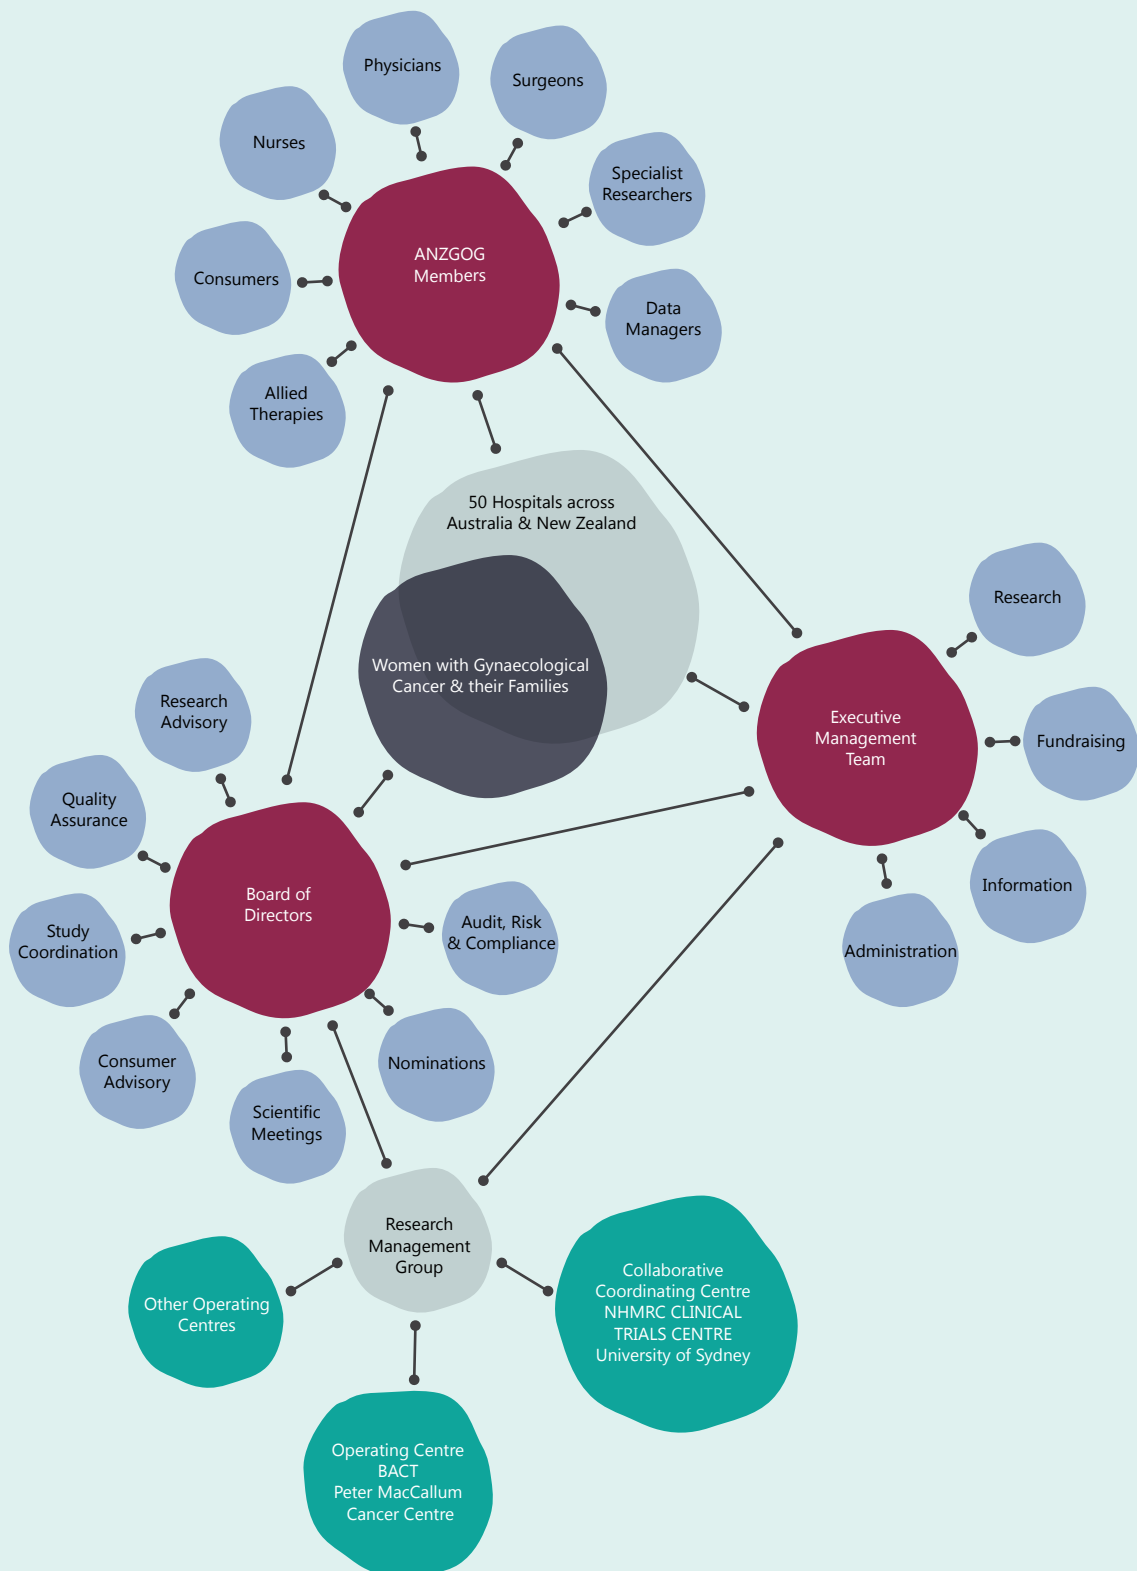 Physicians
Surgeons
Nurses
Specialist
Researchers
ANZGOG
Members
Consumers
Data
Managers
Allied
Therapies
50 Hospitals across
Australia & New Zealand
Women with Gynaecological
Cancer & their Families
Research
Executive
Management
Team
Fundraising
Information
Administration
Research
Advisory
Quality
Assurance
Board of
Directors
Study
Coordination
Audit, Risk
& Compliance
Consumer
Advisory
Nominations
Scientific
Meetings
Research
Management
Group
Other Operating
Centres
Collaborative
Coordinating Centre
NHMRC CLINICAL
TRIALS CENTRE
University of Sydney
Operating Centre
BACT
Peter MacCallum
Cancer Centre